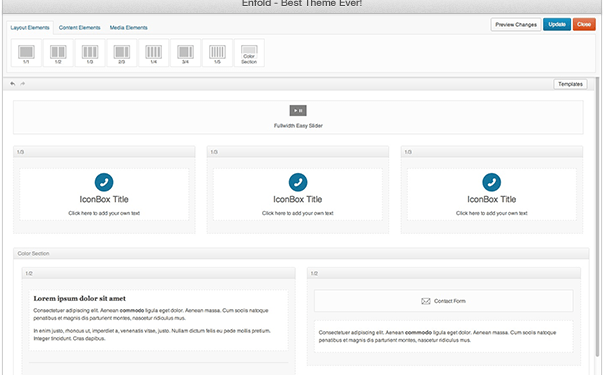 Enfold - Best Theme Ever!
Layout Elements Content Elements Media Elements
Preview Changes Update Close
1/1 1/2 1/3 2/3 1/4 3/4 1/5 Color Section
Templates
Fullwidth Easy Slider
1/3 1/3 1/3
IconBox Title IconBox Title IconBox Title
Click here to add your own text Click here to add your own text Click here to add your own text
Color Section
1/2
Lorem ipsum dolor sit amet
Consectetuer adipiscing elit. Aenean commodo ligula eget dolor. Aenean massa. Cum sociis natoque
penatibus et magnis dis parturient montes, nascetur ridiculus mus.
In enim justo, rhoncus ut, imperdiet a, venenatis vitae, justo. Nullam dictum felis eu pede mollis pretium.
Integer tincidunt. Cras dapibus.
1/2
Contact Form
Consectetuer adipiscing elit. Aenean commodo ligula eget dolor. Aenean massa. Cum sociis natoque
penatibus et magnis dis parturient montes, nascetur ridiculus mus.